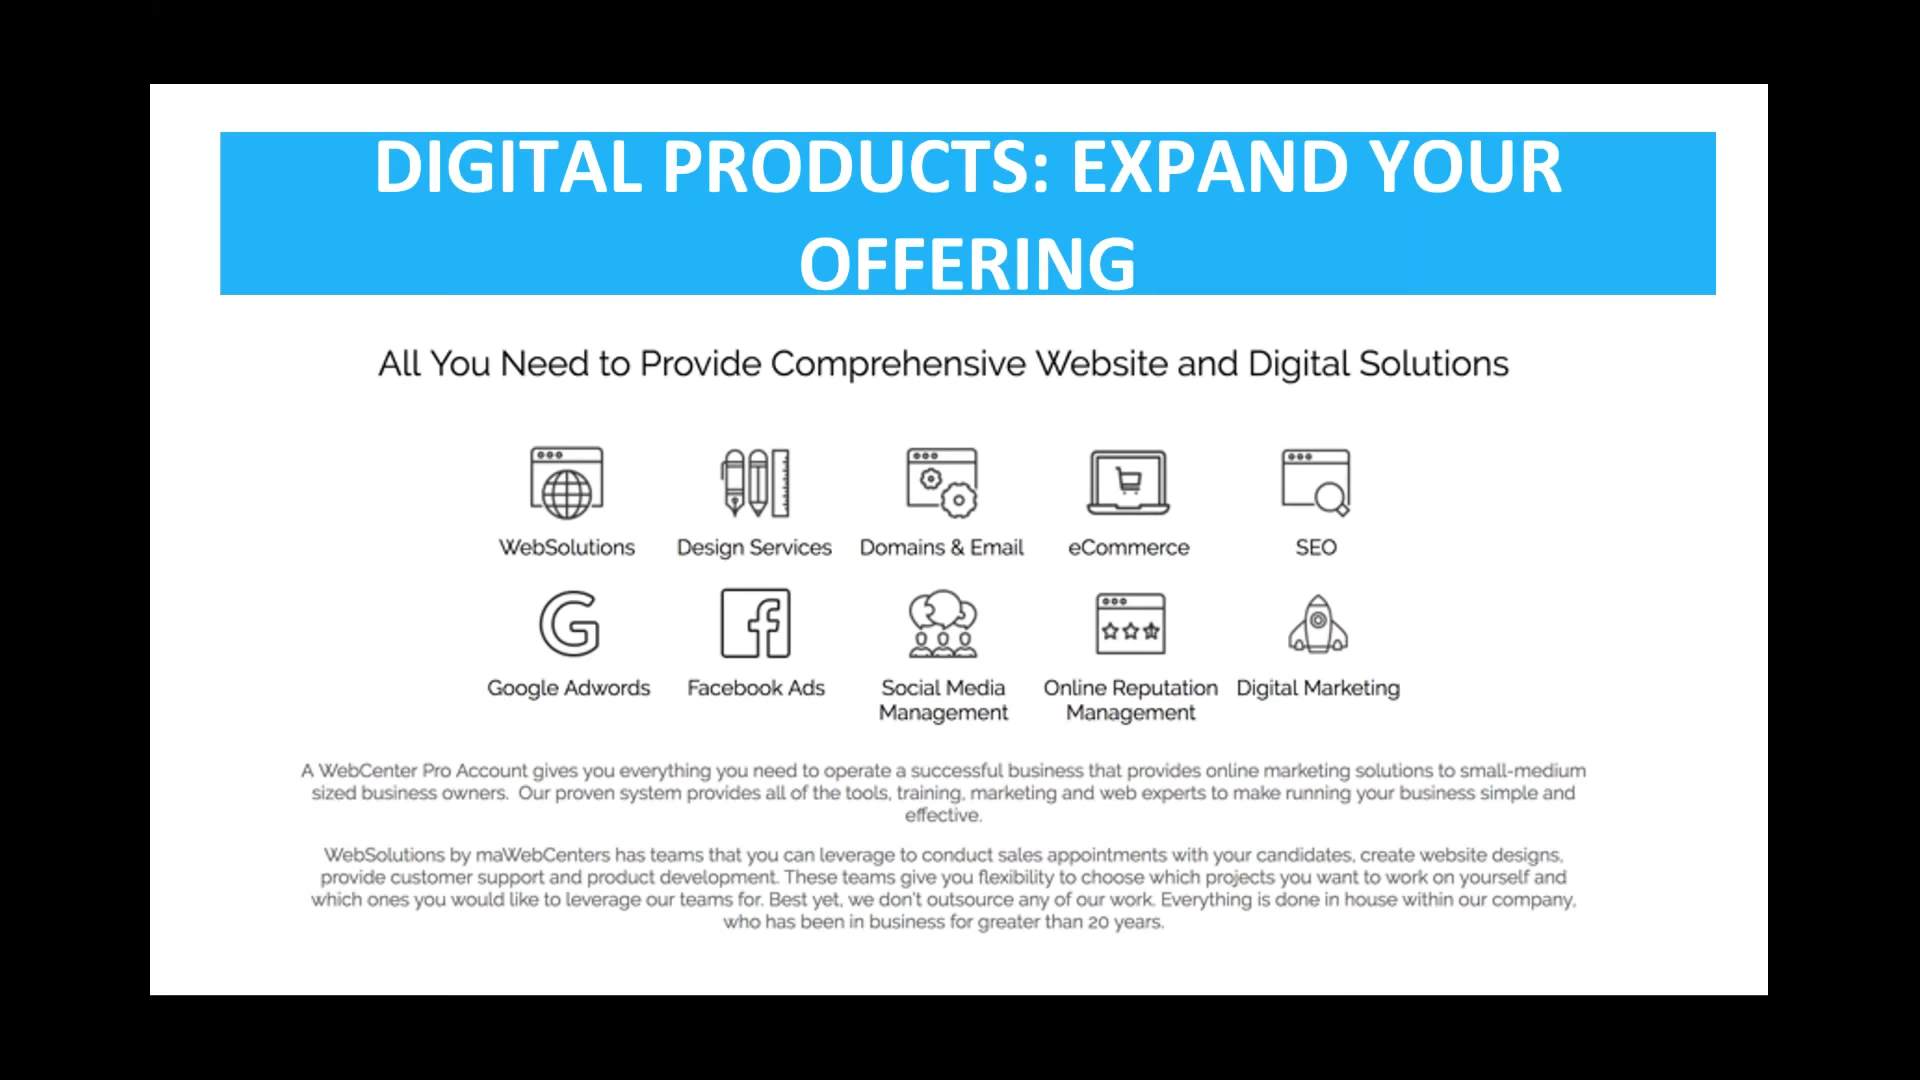 DIGITAL PRODUCTS: EXPAND YOUR
OFFERING
All You Need to Provide Comprehensive Website and Digital Solutions
WebSolutions
Design Services
Domains & Email
eCommerce
SEO
Google Adwords
Facebook Ads
Social Media
Management
Online Reputation
Management
Digital Marketing
A WebCenter Pro Account gives you everything you need to operate a successful business that provides online marketing solutions to small-medium
sized business owners. Our proven system provides all of the tools, training, marketing and web experts to make running your business simple and
effective.
WebSolutions by maWebCenters has teams that you can leverage to conduct sales appointments with your candidates, create website designs,
provide customer support and product development. These teams give you flexibility to choose which projects you want to work on yourself and
which ones you would like to leverage our teams for. Best yet, we don't outsource any of our work. Everything is done in house within our company,
who has been in business for greater than 20 years.